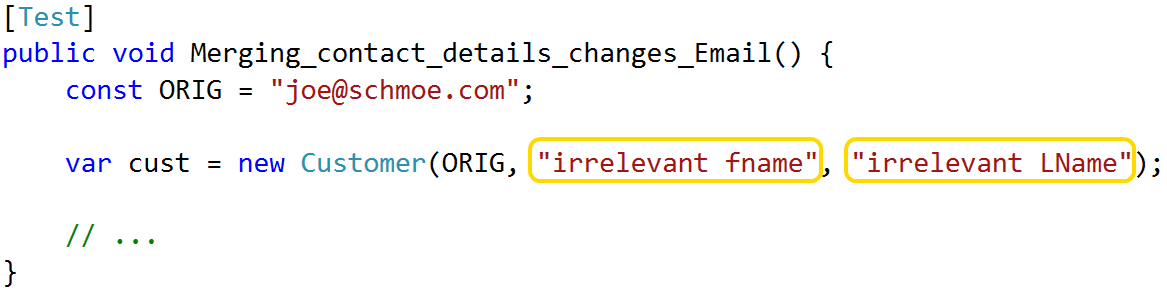 [Test]
public void Merging_contact_details_changes_Email() {
    const ORIG = "joe@schmoe.com";
    var cust = new Customer(ORIG, "irrelevant fname", "irrelevant LName");
    // ...
}